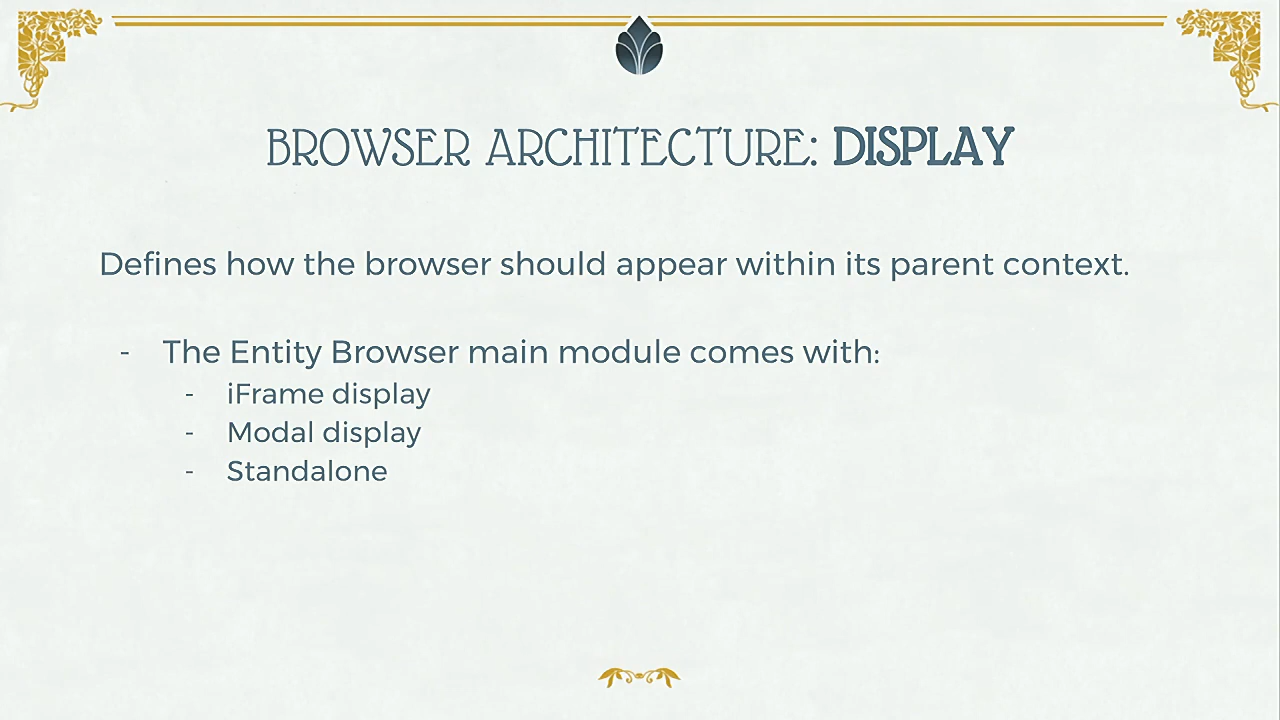 BROWSER ARCHITECTURE: DISPLAY
Defines how the browser should appear within its parent context.
- The Entity Browser main module comes with:
- iFrame display
- Modal display
- Standalone